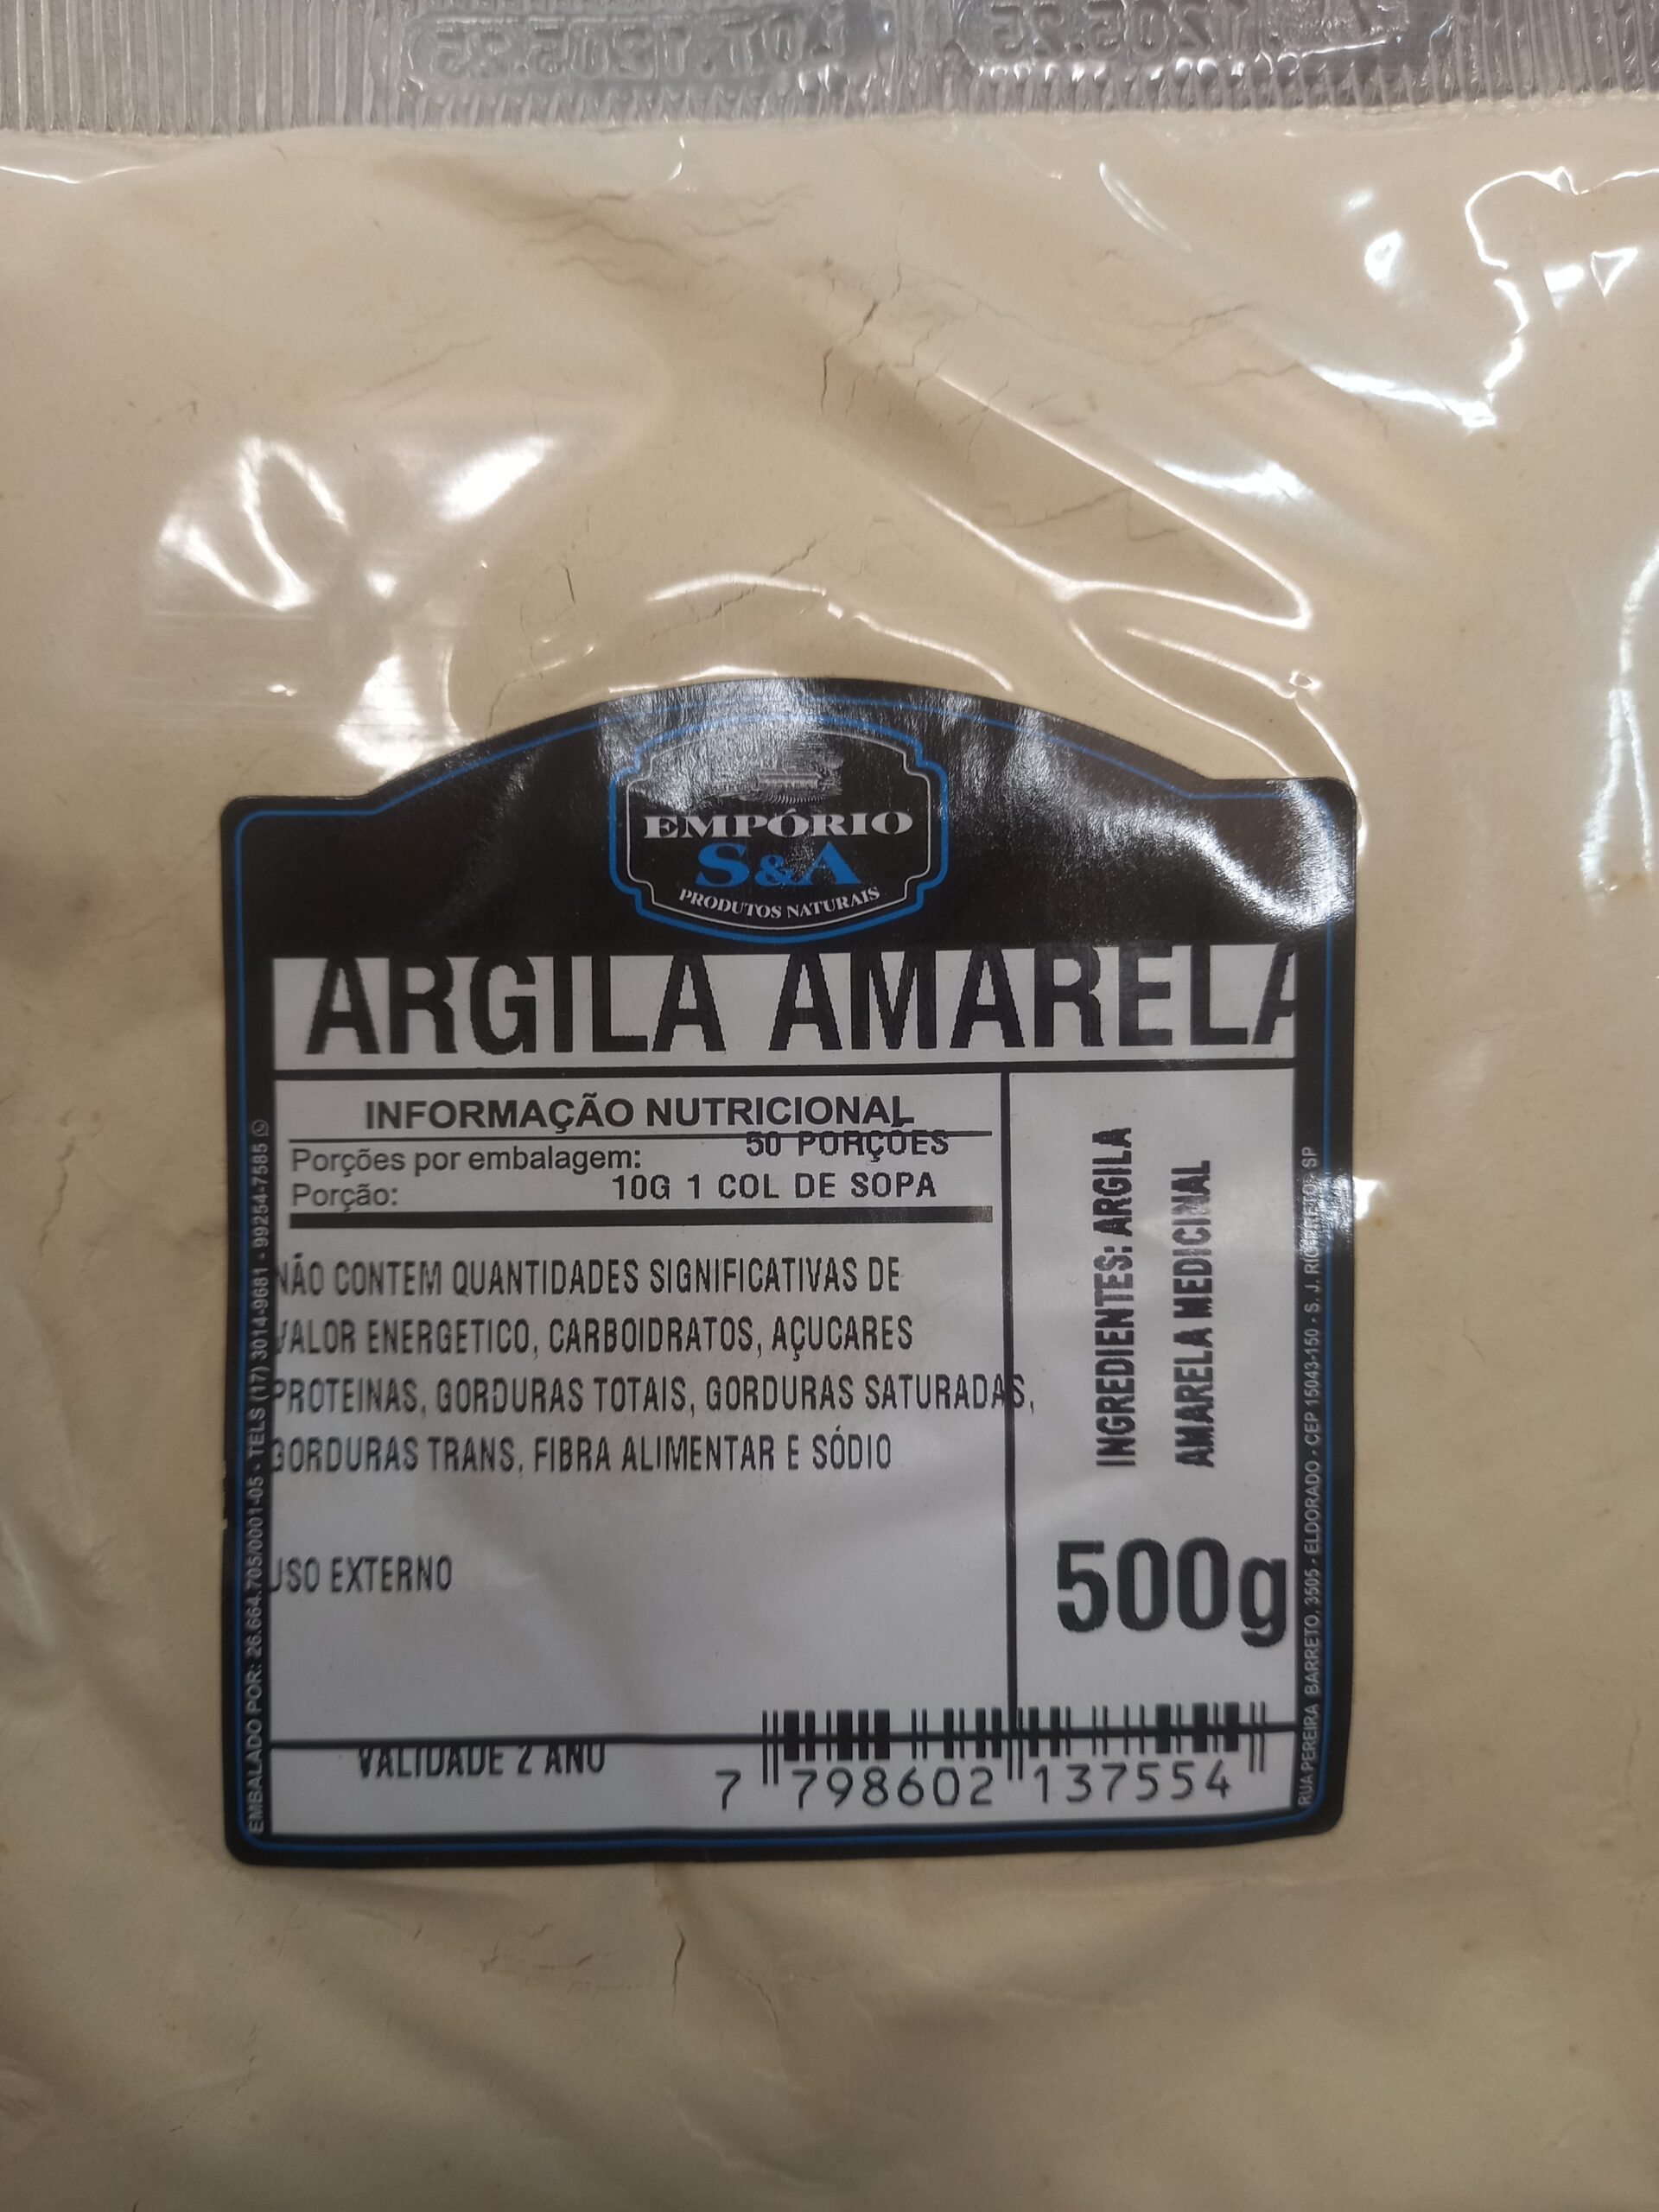 EMPÓRIO
S&A
PRODUTOS NATURAIS
ARGILA AMARELA
INFORMAÇÃO NUTRICIONAL
Porções por embalagem: 50 PORÇÕES
Porção: 10G 1 COL DE SOPA
NÃO CONTEM QUANTIDADES SIGNIFICATIVAS DE
VALOR ENERGETICO, CARBOIDRATOS, AÇUCARES
PROTEINAS, GORDURAS TOTAIS, GORDURAS SATURADAS,
GORDURAS TRANS, FIBRA ALIMENTAR E SÓDIO
USO EXTERNO
INGREDIENTES: ARGILA
AMARELA MEDICINAL
500g
VALIDADE 2 ANO
7 798602 137554
EMBALADO POR: 26.664.705/0001-05 - TELS (17) 3014-9681 - 99254-7585
RUA PEREIRA BARRETO, 3505 - ELDORADO - CEP 15043-150 - S. J. RIO PRETO - SP